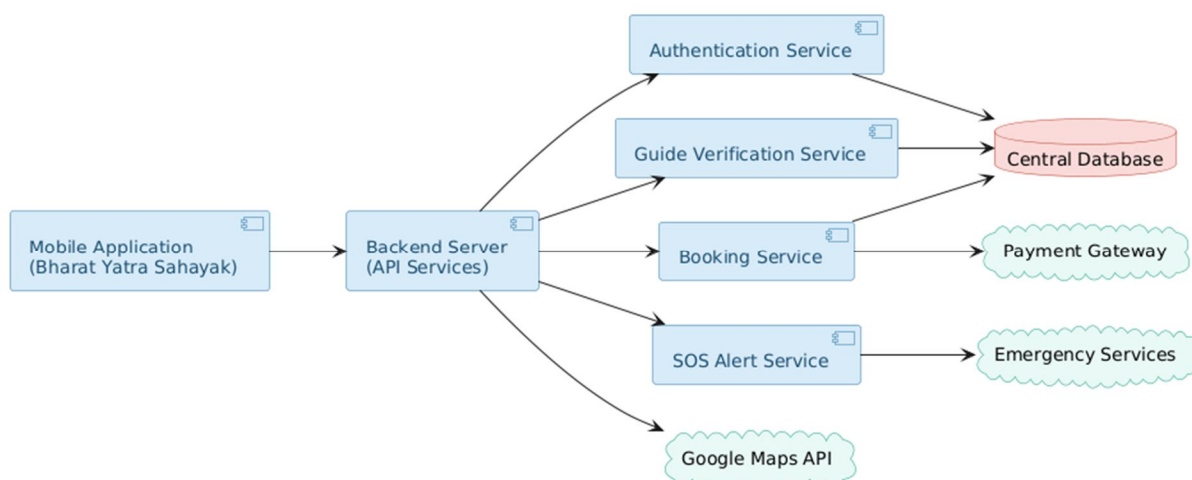 Authentication Service
Guide Verification Service
Central Database
Mobile Application
(Bharat Yatra Sahayak)
Backend Server
(API Services)
Booking Service
Payment Gateway
SOS Alert Service
Emergency Services
Google Maps API